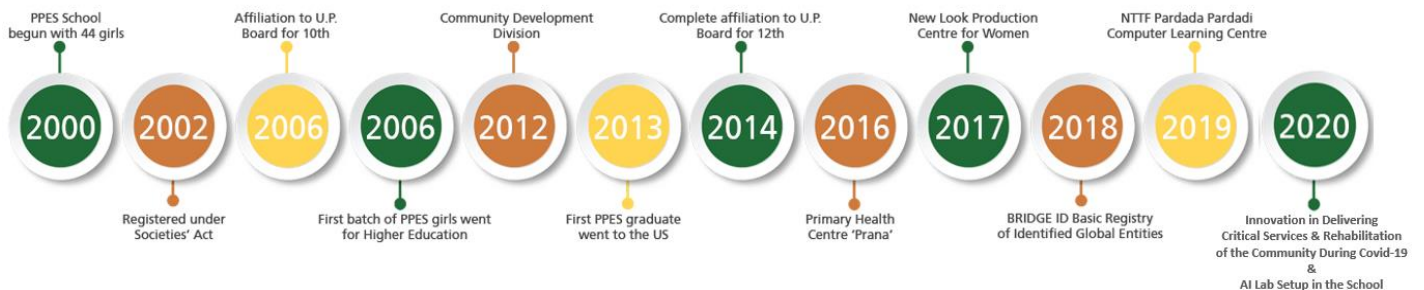 PPES School
begun with 44 girls
Affiliation to U.P.
Board for 10th
Community Development
Division
Complete affiliation to U.P.
Board for 12th
New Look Production
Centre for Women
NTTF Pardada Pardadi
Computer Learning Centre
2000
2002
2006
2006
2012
2013
2014
2016
2017
2018
2019
2020
Registered under
Societies' Act
First batch of PPES girls went
for Higher Education
First PPES graduate
went to the US
Primary Health
Centre 'Prana'
BRIDGE ID Basic Registry
of Identified Global Entities
Innovation in Delivering
Critical Services & Rehabilitation
of the Community During Covid-19
&
AI Lab Setup in the School